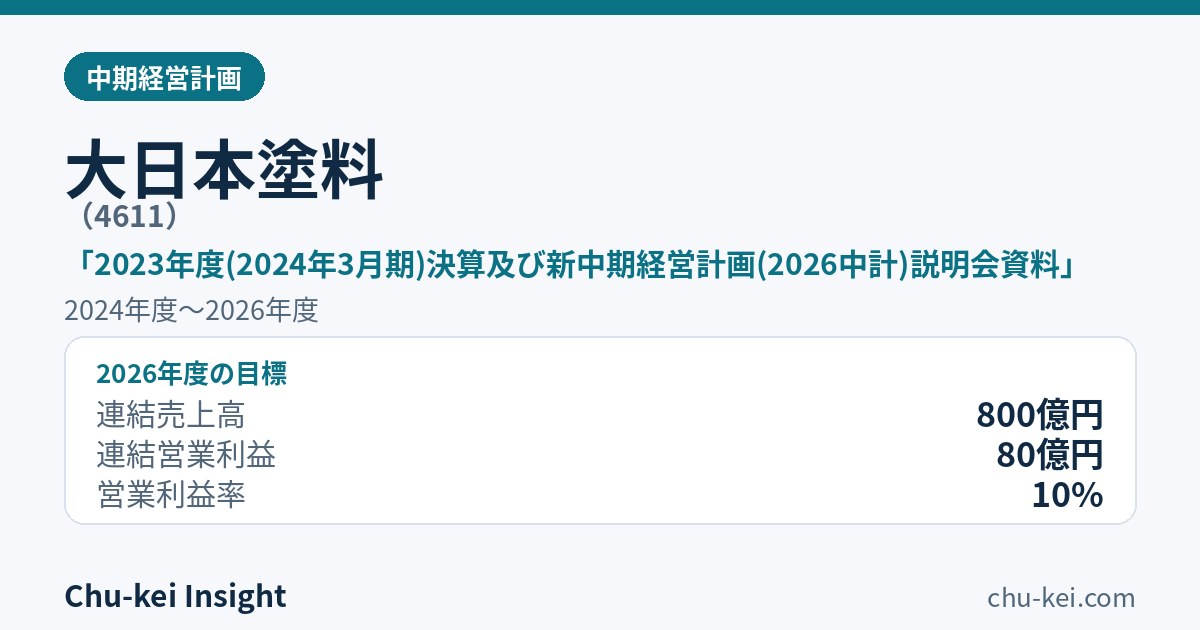 中期経営計画
大日本塗料
（4611）
「2023年度(2024年3月期)決算及び新中期経営計画(2026中計)説明会資料」
2024年度～2026年度
2026年度の目標
連結売上高 800億円
連結営業利益 80億円
営業利益率 10%
Chu-kei Insight chu-kei.com